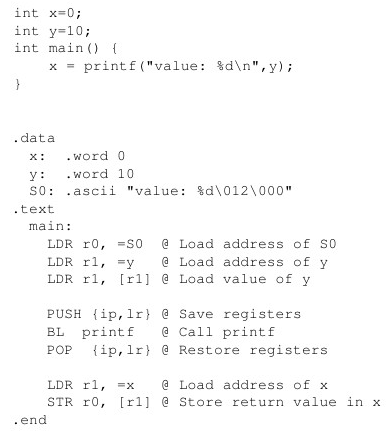 int x=0;
int y=10;
int main() {
    x = printf("value: %d\n",y);
}
.data
  x:  .word 0
  y:  .word 10
  S0: .ascii "value: %d\012\000"
.text
  main:
    LDR r0, =S0  @ Load address of S0
    LDR r1, =y   @ Load address of y
    LDR r1, [r1] @ Load value of y
    PUSH {ip,lr} @ Save registers
    BL  printf   @ Call printf
    POP  {ip,lr} @ Restore registers
    LDR r1, =x   @ Load address of x
    STR r0, [r1] @ Store return value in x
.end